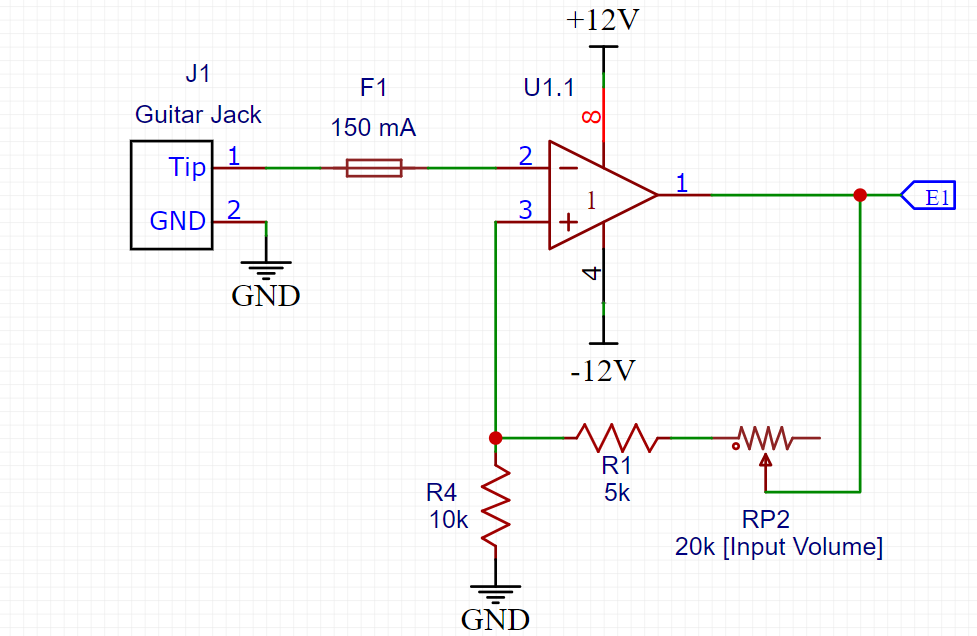 +12V
J1
Guitar Jack
F1
150 mA
U1.1
8
Tip
1
GND
2
2
3
−
+
1
1
E1
4
GND
-12V
R1
5k
R4
10k
RP2
20k [Input Volume]
GND